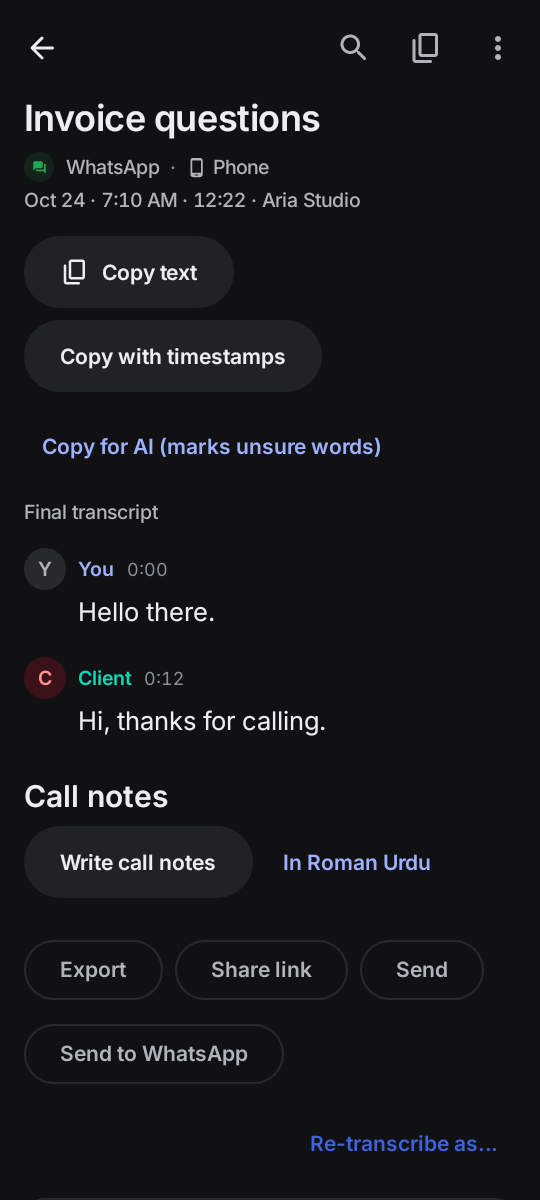 Invoice questions
WhatsApp · Phone
Oct 24 · 7:10 AM · 12:22 · Aria Studio
Copy text
Copy with timestamps
Copy for AI (marks unsure words)
Final transcript
Y You 0:00
Hello there.
C Client 0:12
Hi, thanks for calling.
Call notes
Write call notes In Roman Urdu
Export Share link Send
Send to WhatsApp
Re-transcribe as...